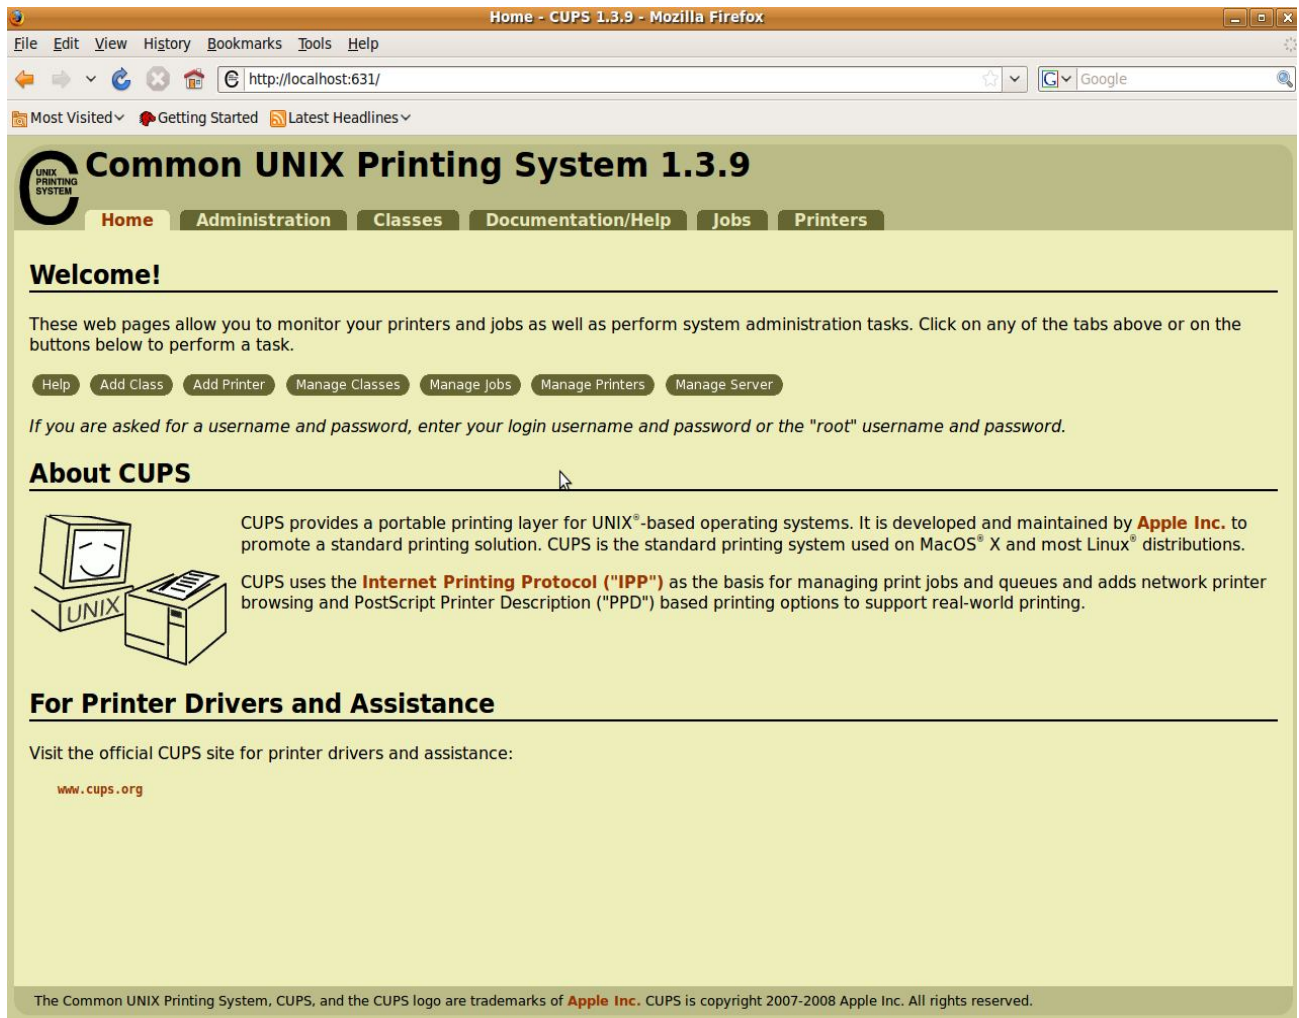 Home - CUPS 1.3.9 - Mozilla Firefox
File Edit View History Bookmarks Tools Help
http://localhost:631/
G Google
Most Visited Getting Started Latest Headlines
UNIX
PRINTING
SYSTEM
Common UNIX Printing System 1.3.9
Home Administration Classes Documentation/Help Jobs Printers
Welcome!
These web pages allow you to monitor your printers and jobs as well as perform system administration tasks. Click on any of the tabs above or on the
buttons below to perform a task.
Help Add Class Add Printer Manage Classes Manage Jobs Manage Printers Manage Server
If you are asked for a username and password, enter your login username and password or the "root" username and password.
About CUPS
CUPS provides a portable printing layer for UNIX®-based operating systems. It is developed and maintained by Apple Inc. to
promote a standard printing solution. CUPS is the standard printing system used on MacOS® X and most Linux® distributions.
CUPS uses the Internet Printing Protocol ("IPP") as the basis for managing print jobs and queues and adds network printer
browsing and PostScript Printer Description ("PPD") based printing options to support real-world printing.
UNIX
For Printer Drivers and Assistance
Visit the official CUPS site for printer drivers and assistance:
www.cups.org
The Common UNIX Printing System, CUPS, and the CUPS logo are trademarks of Apple Inc. CUPS is copyright 2007-2008 Apple Inc. All rights reserved.